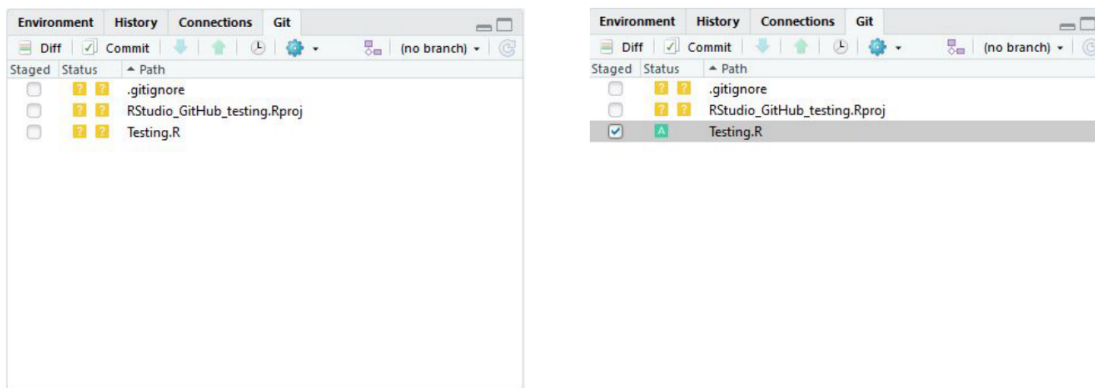 Environment History Connections Git
Diff Commit (no branch)
Staged Status Path
? ? .gitignore
? ? RStudio_GitHub_testing.Rproj
? ? Testing.R
Environment History Connections Git
Diff Commit (no branch)
Staged Status Path
? ? .gitignore
? ? RStudio_GitHub_testing.Rproj
A Testing.R